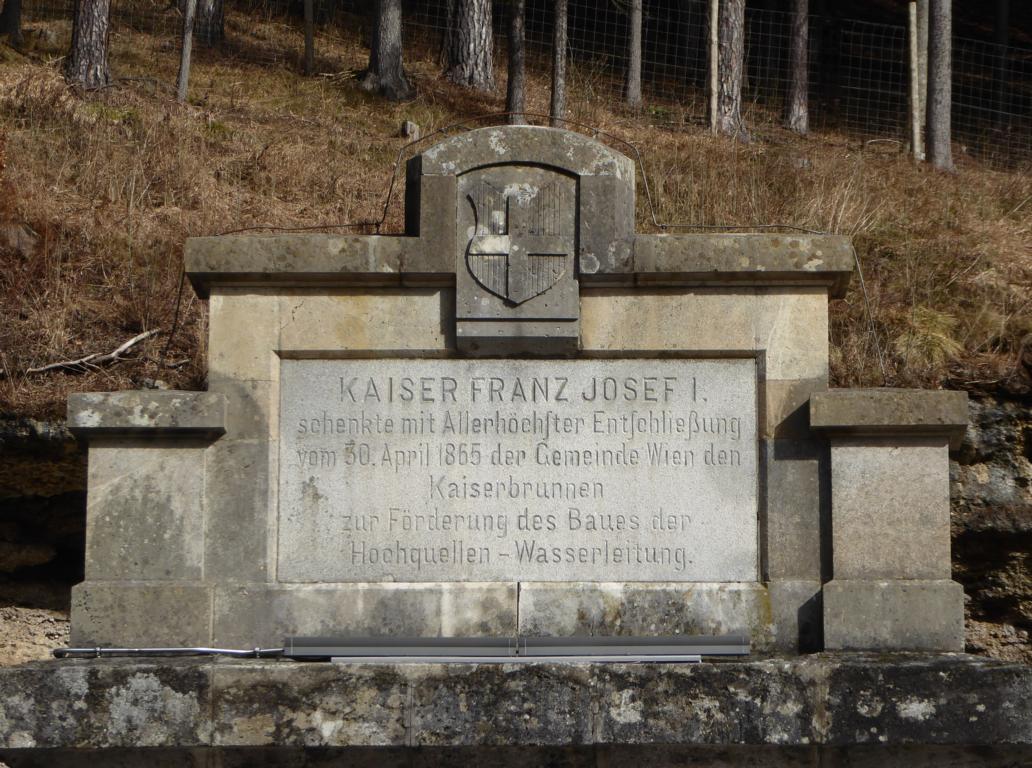 KAISER FRANZ JOSEF I.
schenkte mit Allerhöchſter Entſchließung
vom 30. April 1865 der Gemeinde Wien den
Kaiserbrunnen
zur Förderung des Baues der
Hochquellen-Wasserleitung.